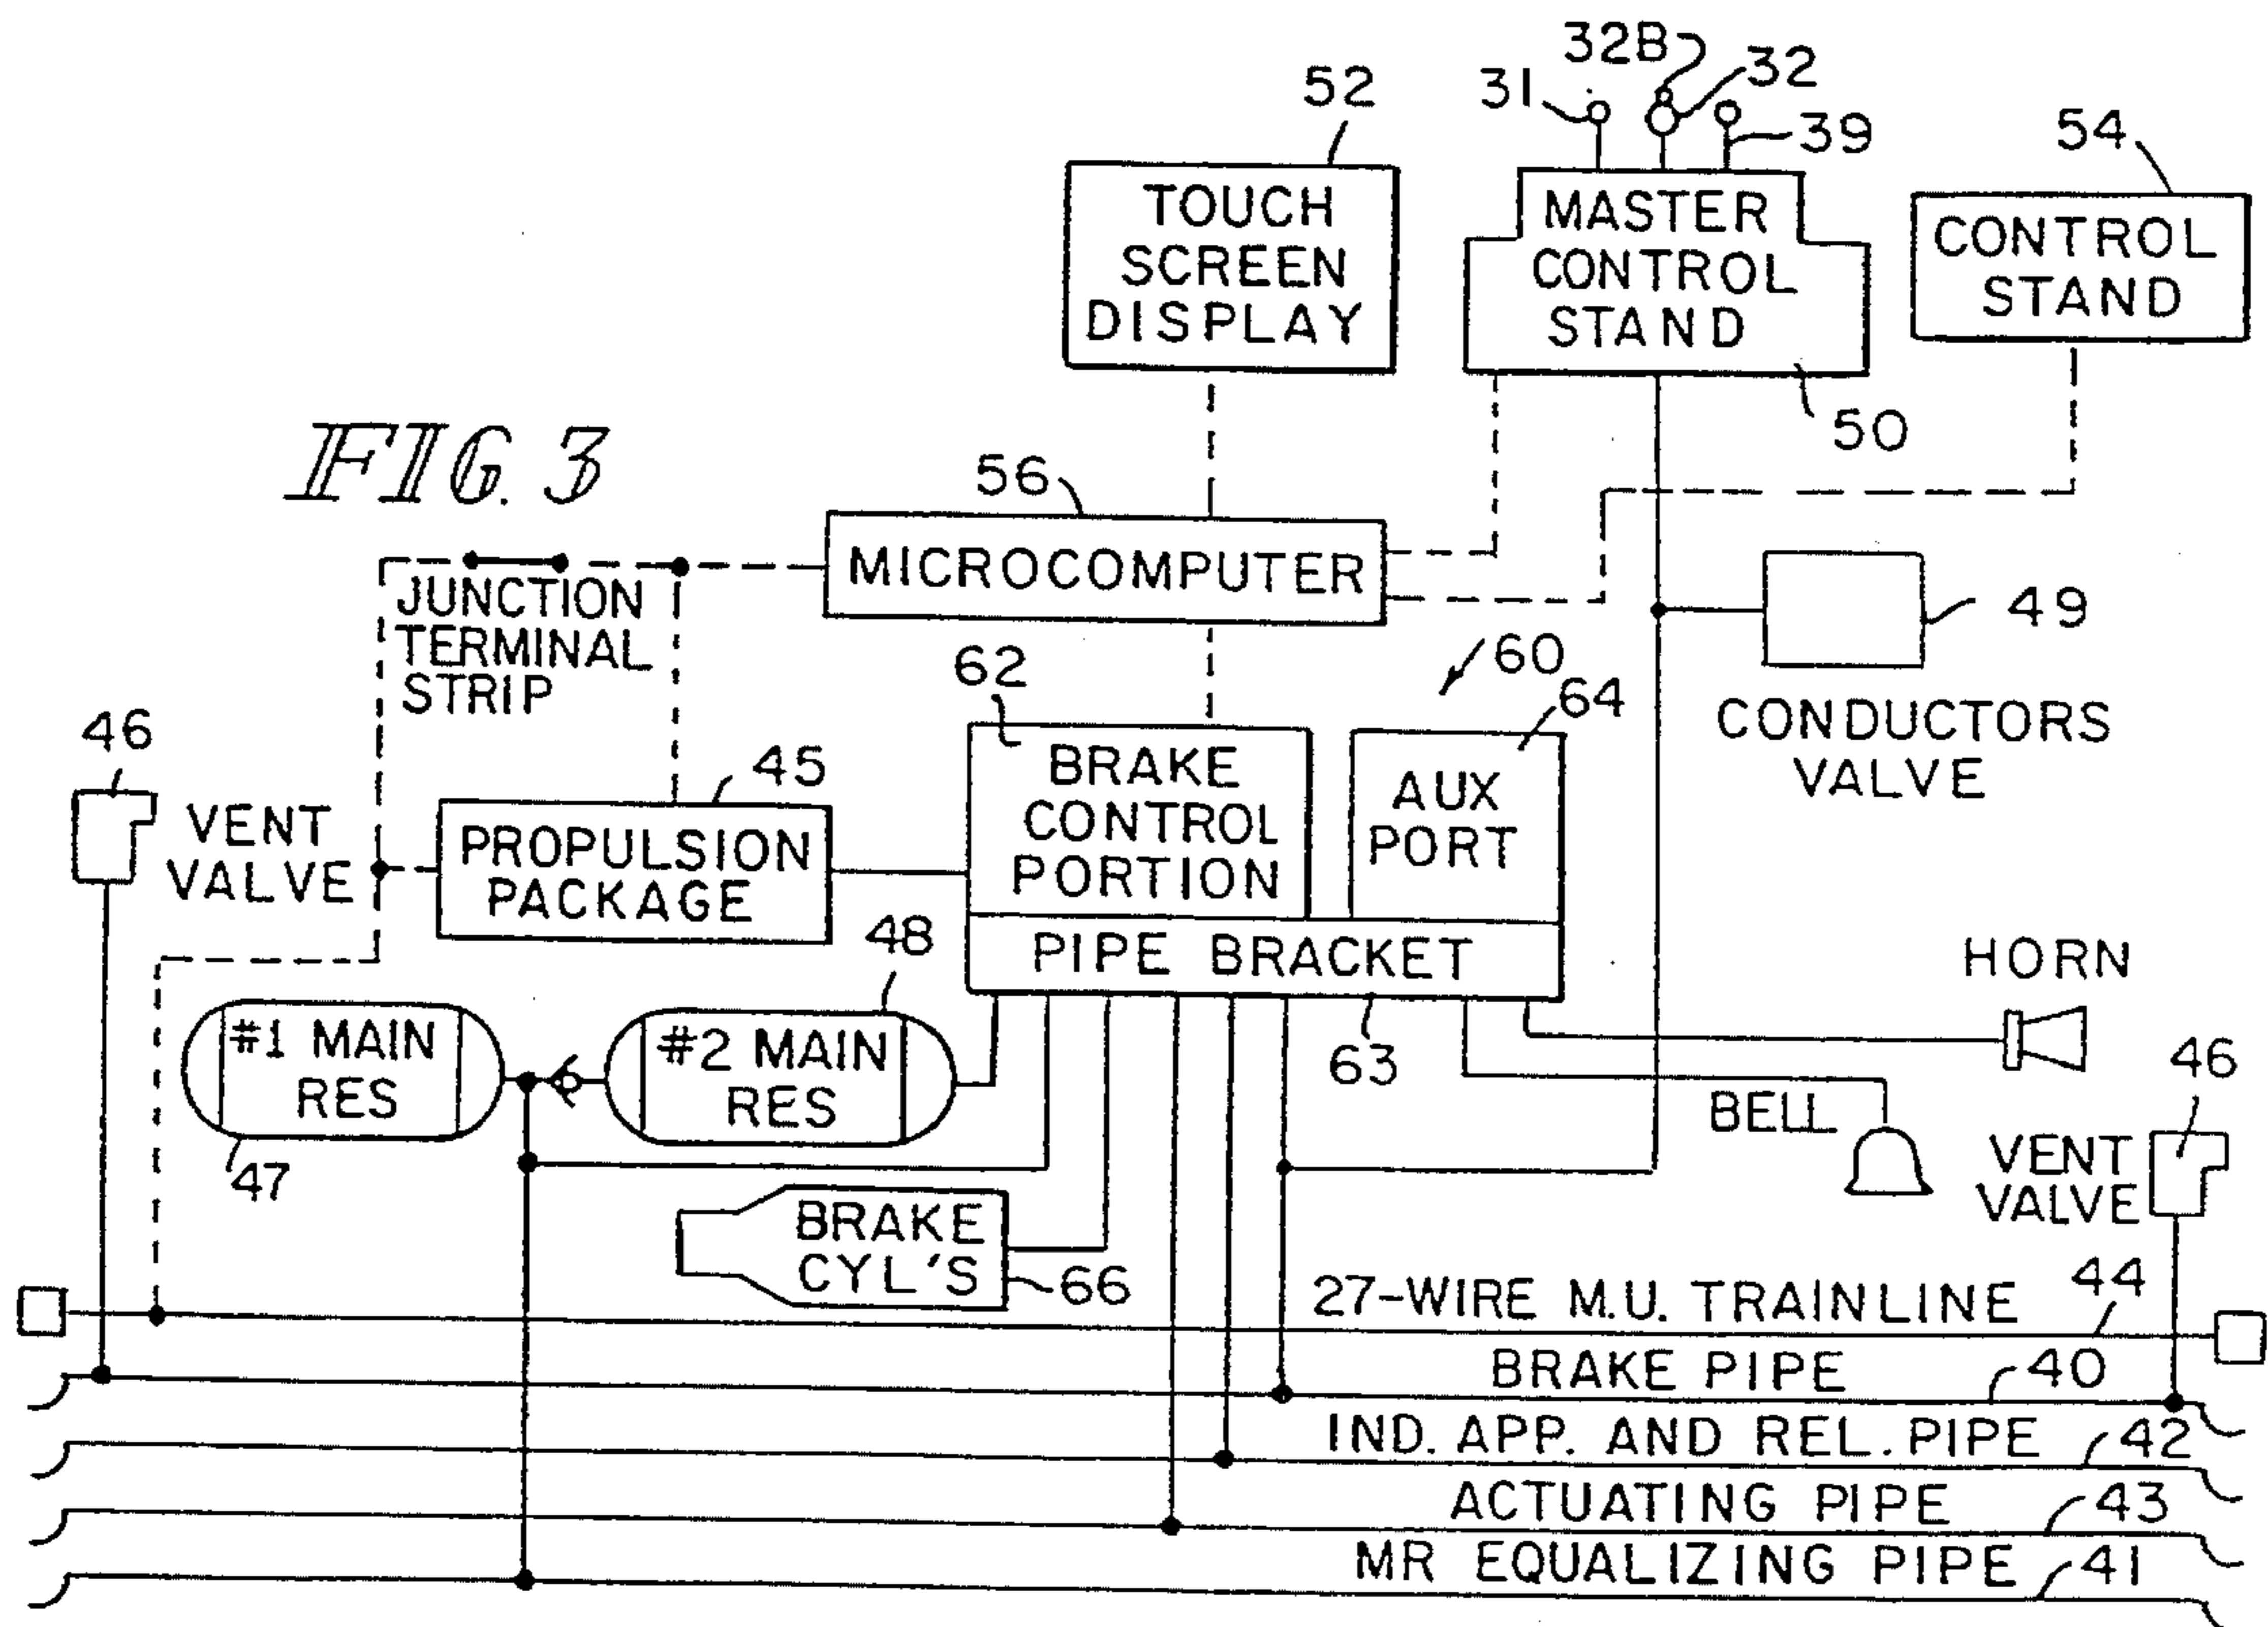 32B
52
31
32
39
54
TOUCH
SCREEN
DISPLAY
MASTER
CONTROL
STAND
CONTROL
STAND
50
FIG. 3
56
MICROCOMPUTER
JUNCTION
TERMINAL
STRIP
49
CONDUCTORS
VALVE
60
62
64
46
VENT
VALVE
45
PROPULSION
PACKAGE
BRAKE
CONTROL
PORTION
AUX
PORT
PIPE BRACKET
63
48
#1 MAIN
RES
47
#2 MAIN
RES
HORN
BELL
46
VENT
VALVE
BRAKE
CYL'S
66
27-WIRE M.U. TRAINLINE
44
BRAKE PIPE
40
IND. APP. AND REL. PIPE
42
ACTUATING PIPE
43
MR EQUALIZING PIPE
41